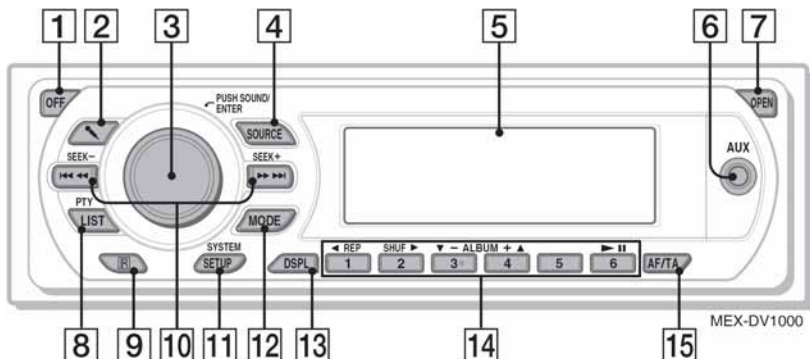 1 2 3 4 5 6 7
OFF
PUSH SOUND/
ENTER
SOURCE
OPEN
SEEK−
SEEK+
AUX
PTY
LIST
MODE
SYSTEM
SETUP
R
DSPL
◄ REP SHUF ► ▼ − ALBUM + ▲ ► II
1 2 3 4 5 6
AF/TA
MEX-DV1000
8 9 10 11 12 13 14 15